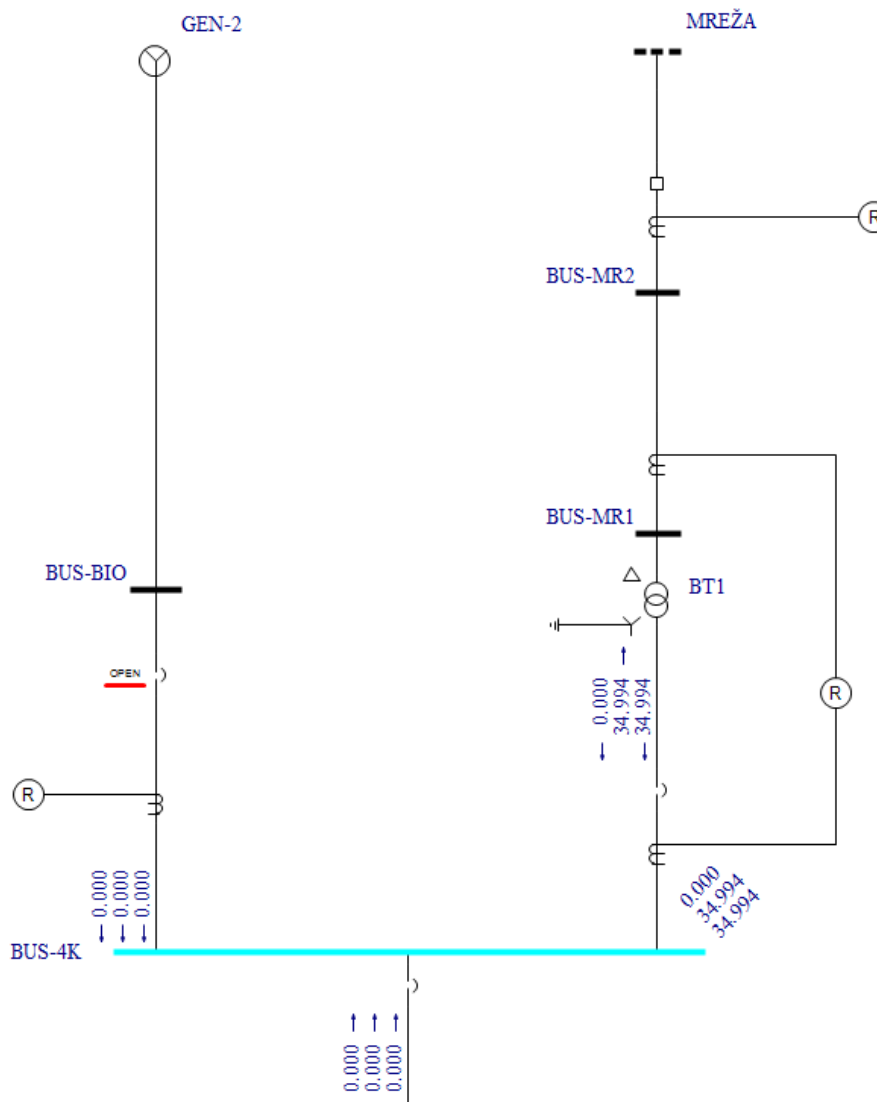 GEN-2
MREŽA
R
BUS-MR2
BUS-MR1
BUS-BIO
BT1
OPEN
0.000
34.994
34.994
R
R
0.000
0.000
0.000
0.000
34.994
34.994
BUS-4K
0.000
0.000
0.000